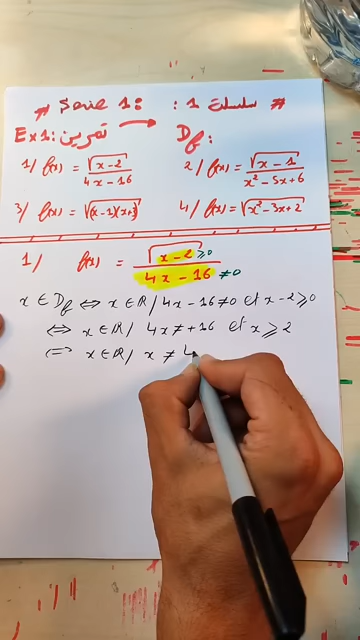 # Serie 1: : سلسلة 1 #
Ex1: تمرين → Df:
1/ f(x) = √(x-2) / (4x-16)
2/ f(x) = √(x-1) / (x²-5x+6)
3/ f(x) = √((x-1)(x+3))
4/ f(x) = √(x²-3x+2)
1/ f(x) = √(x-2) ≥0 / (4x-16) ≠0
x ∈ Df ⟺ x ∈ ℝ / 4x-16≠0 et x-2≥0
⟺ x ∈ ℝ / 4x≠+16 et x≥2
⟺ x ∈ ℝ / x ≠ 4